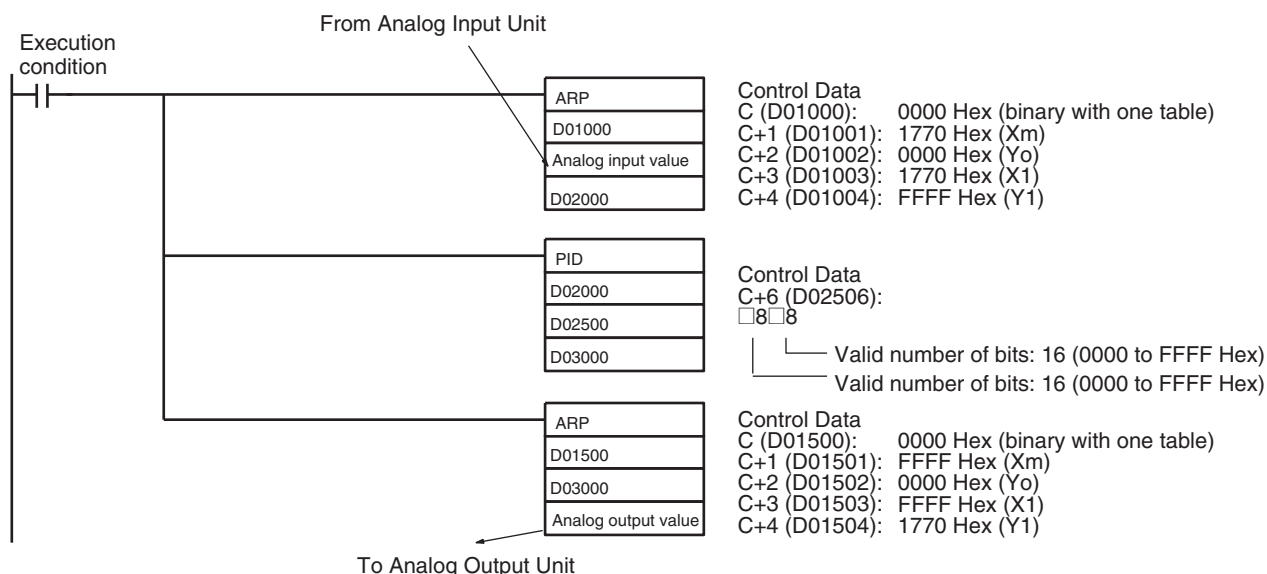 From Analog Input Unit
Execution
condition
ARP
D01000
Analog input value
D02000
Control Data
C (D01000): 0000 Hex (binary with one table)
C+1 (D01001): 1770 Hex (Xm)
C+2 (D01002): 0000 Hex (Yo)
C+3 (D01003): 1770 Hex (X1)
C+4 (D01004): FFFF Hex (Y1)
PID
D02000
D02500
D03000
Control Data
C+6 (D02506):
□8□8
Valid number of bits: 16 (0000 to FFFF Hex)
Valid number of bits: 16 (0000 to FFFF Hex)
ARP
D01500
D03000
Analog output value
Control Data
C (D01500): 0000 Hex (binary with one table)
C+1 (D01501): FFFF Hex (Xm)
C+2 (D01502): 0000 Hex (Yo)
C+3 (D01503): FFFF Hex (X1)
C+4 (D01504): 1770 Hex (Y1)
To Analog Output Unit